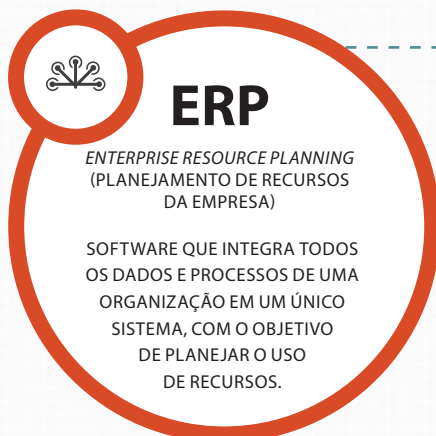 ERP
ENTERPRISE RESOURCE PLANNING
(PLANEJAMENTO DE RECURSOS
DA EMPRESA)
SOFTWARE QUE INTEGRA TODOS
OS DADOS E PROCESSOS DE UMA
ORGANIZAÇÃO EM UM ÚNICO
SISTEMA, COM O OBJETIVO
DE PLANEJAR O USO
DE RECURSOS.